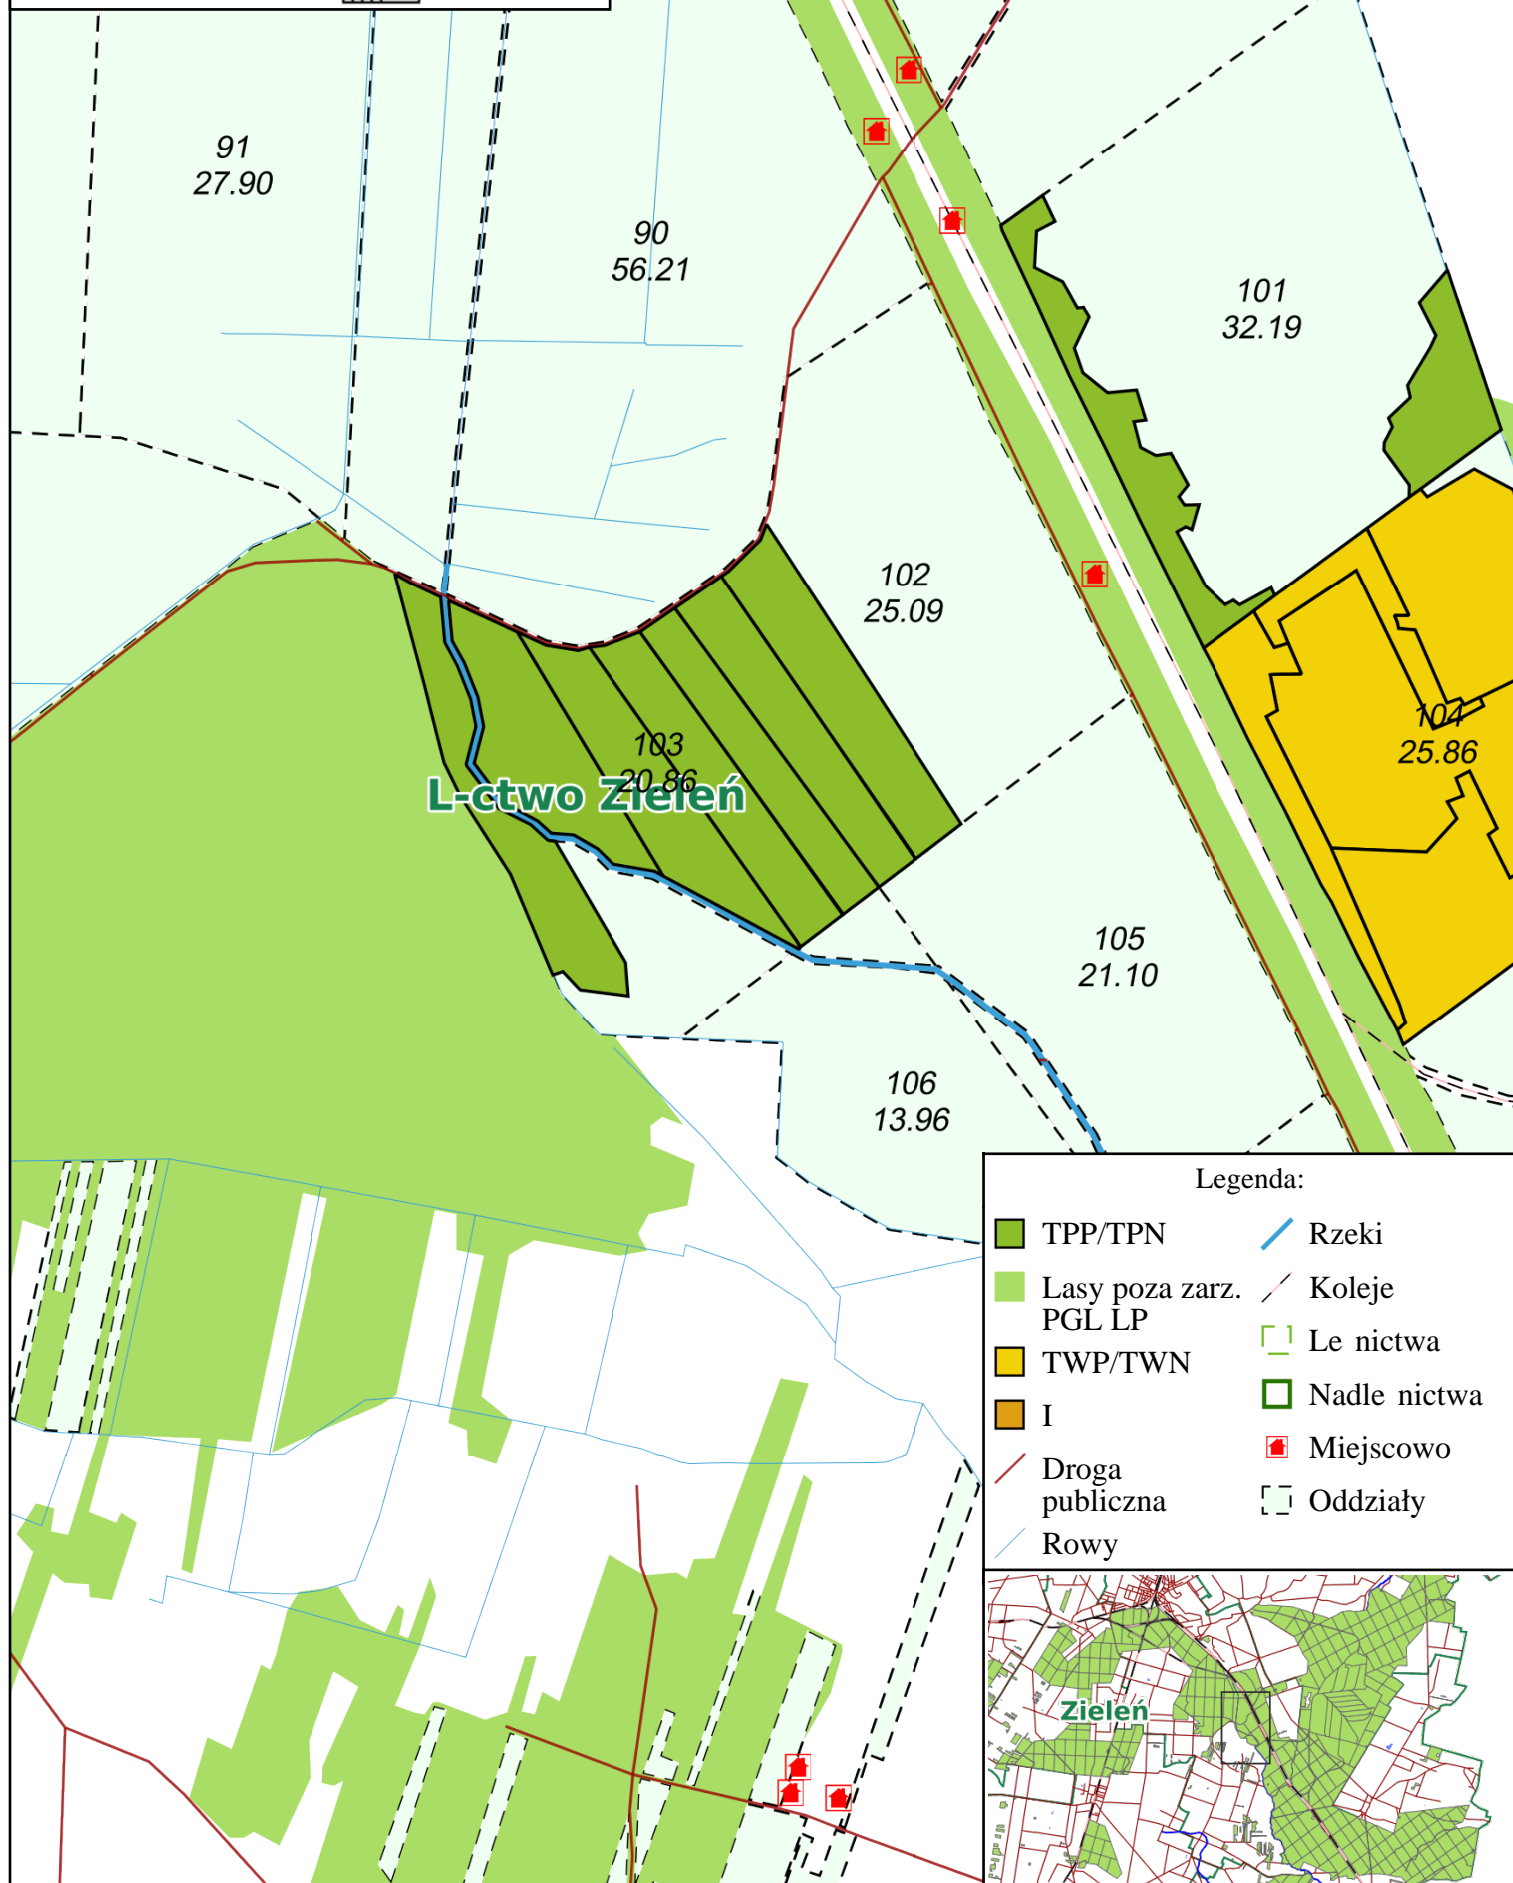 91
27.90
90
56.21
101
32.19
102
25.09
103
20.86
L-ctwo Zieleń
104
25.86
105
21.10
106
13.96
Legenda:
TPP/TPN
Lasy poza zarz.
PGL LP
TWP/TWN
I
Droga
publiczna
Rowy
Rzeki
Koleje
Le nictwa
Nadle nictwa
Miejscowo
Oddziały
Zieleń